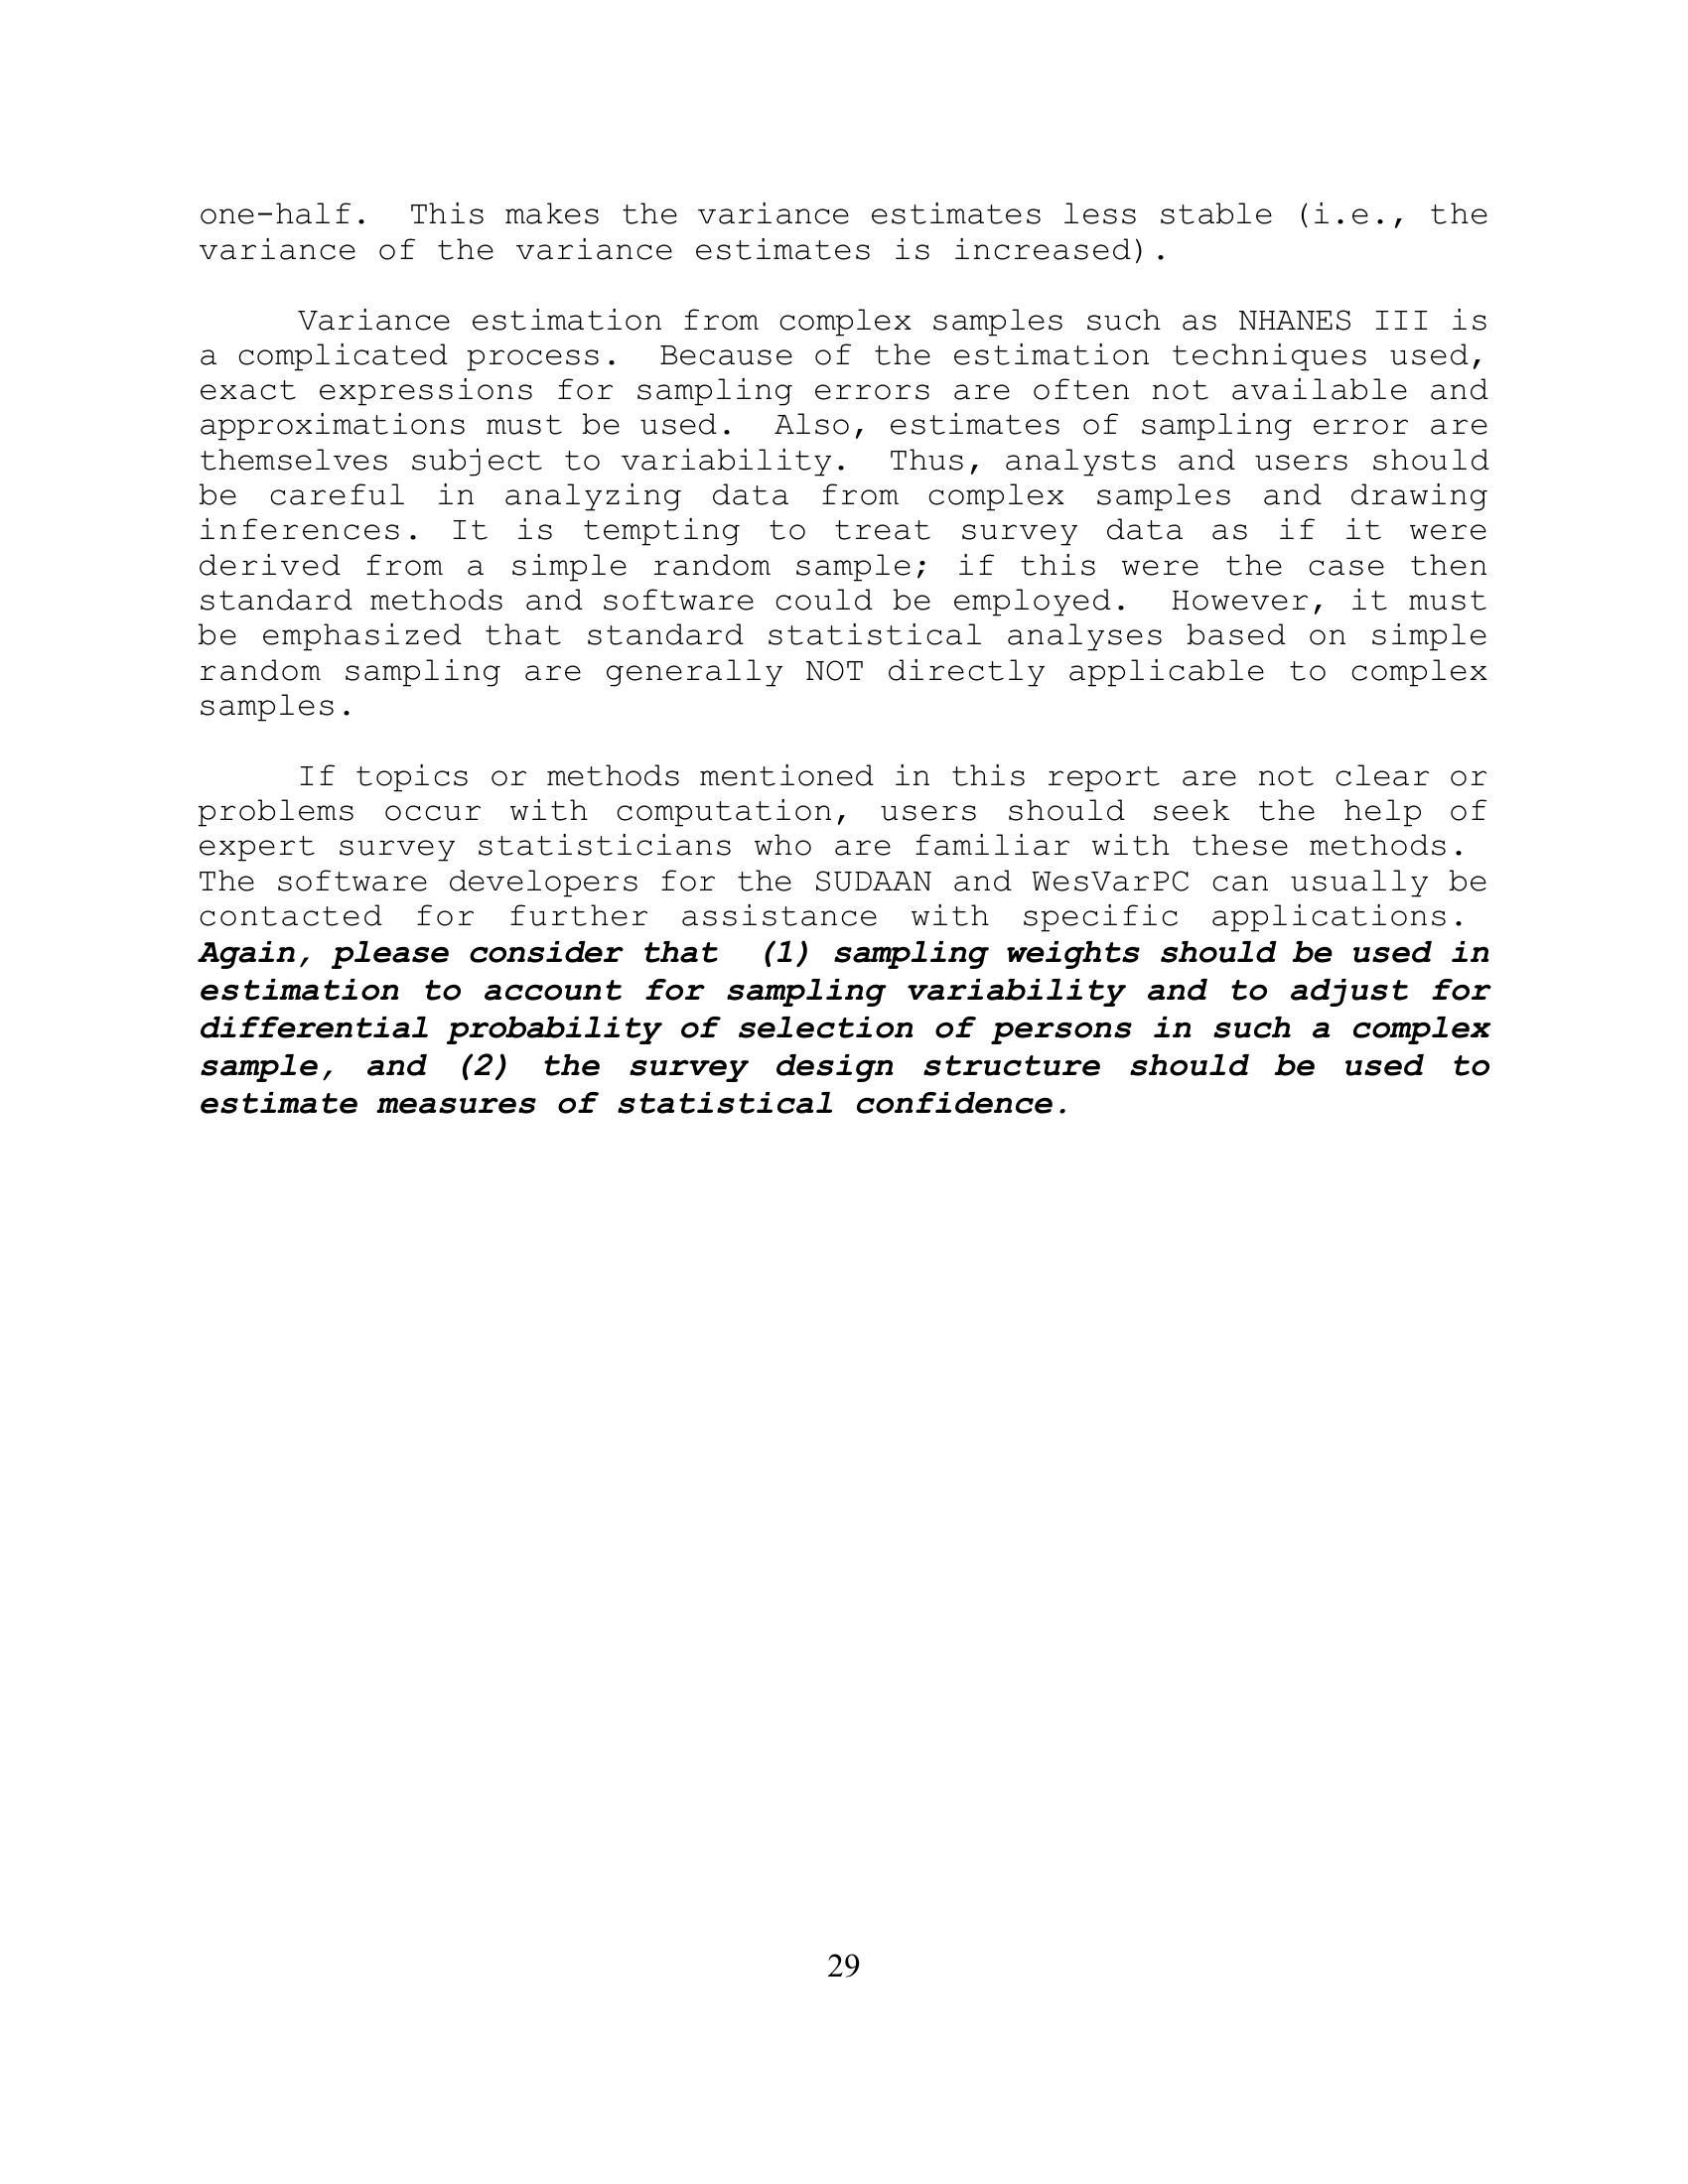 one-half.  This makes the variance estimates less stable (i.e., the
variance of the variance estimates is increased).
Variance estimation from complex samples such as NHANES III is
a complicated process.  Because of the estimation techniques used,
exact expressions for sampling errors are often not available and
approximations must be used.  Also, estimates of sampling error are
themselves subject to variability.  Thus, analysts and users should
be careful in analyzing data from complex samples and drawing
inferences. It is tempting to treat survey data as if it were
derived from a simple random sample; if this were the case then
standard methods and software could be employed.  However, it must
be emphasized that standard statistical analyses based on simple
random sampling are generally NOT directly applicable to complex
samples.
If topics or methods mentioned in this report are not clear or
problems occur with computation, users should seek the help of
expert survey statisticians who are familiar with these methods.
The software developers for the SUDAAN and WesVarPC can usually be
contacted for further assistance with specific applications.
Again, please consider that  (1) sampling weights should be used in
estimation to account for sampling variability and to adjust for
differential probability of selection of persons in such a complex
sample, and (2) the survey design structure should be used to
estimate measures of statistical confidence.
29